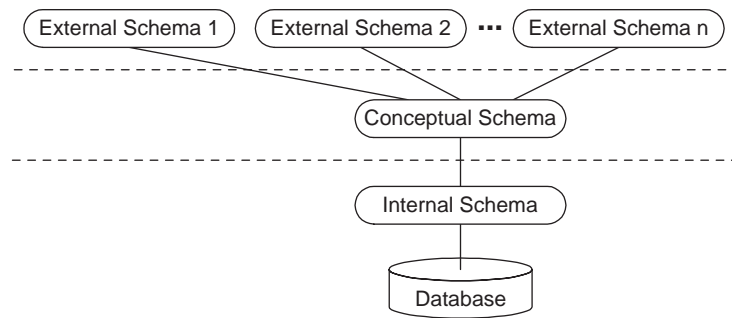 External Schema 1 External Schema 2 ... External Schema n
Conceptual Schema
Internal Schema
Database